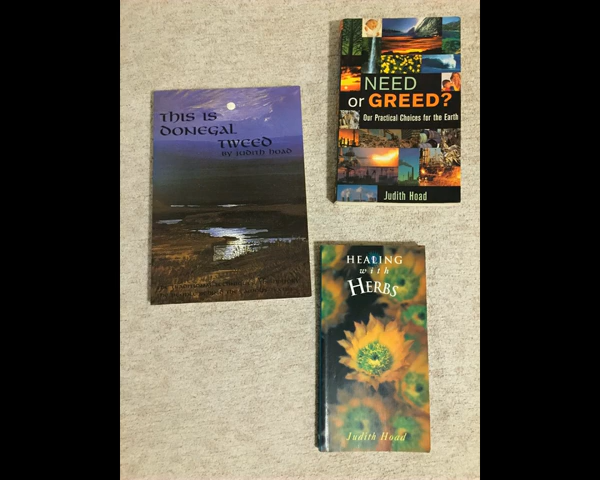 THIS IS
DONEGAL
TWEED
BY JUDITH HOAD
NEED
or GREED?
Our Practical Choices for the Earth
Judith Hoad
HEALING
with
HERBS
Judith Hoad